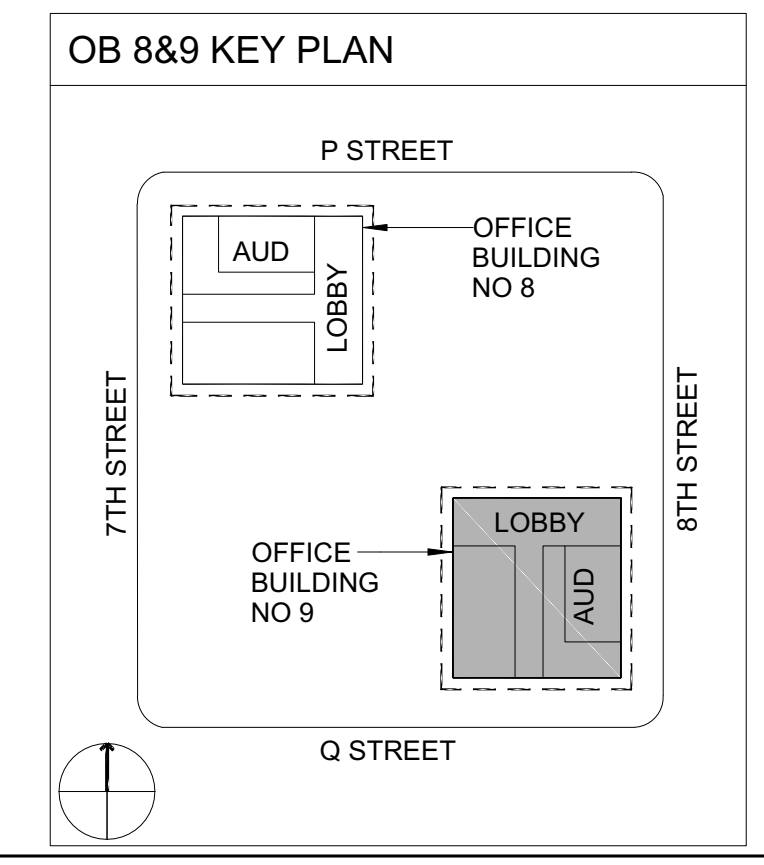 OB 8&9 KEY PLAN
P STREET
AUD
LOBBY
OFFICE
BUILDING
NO 8
7TH STREET
8TH STREET
LOBBY
AUD
OFFICE
BUILDING
NO 9
Q STREET